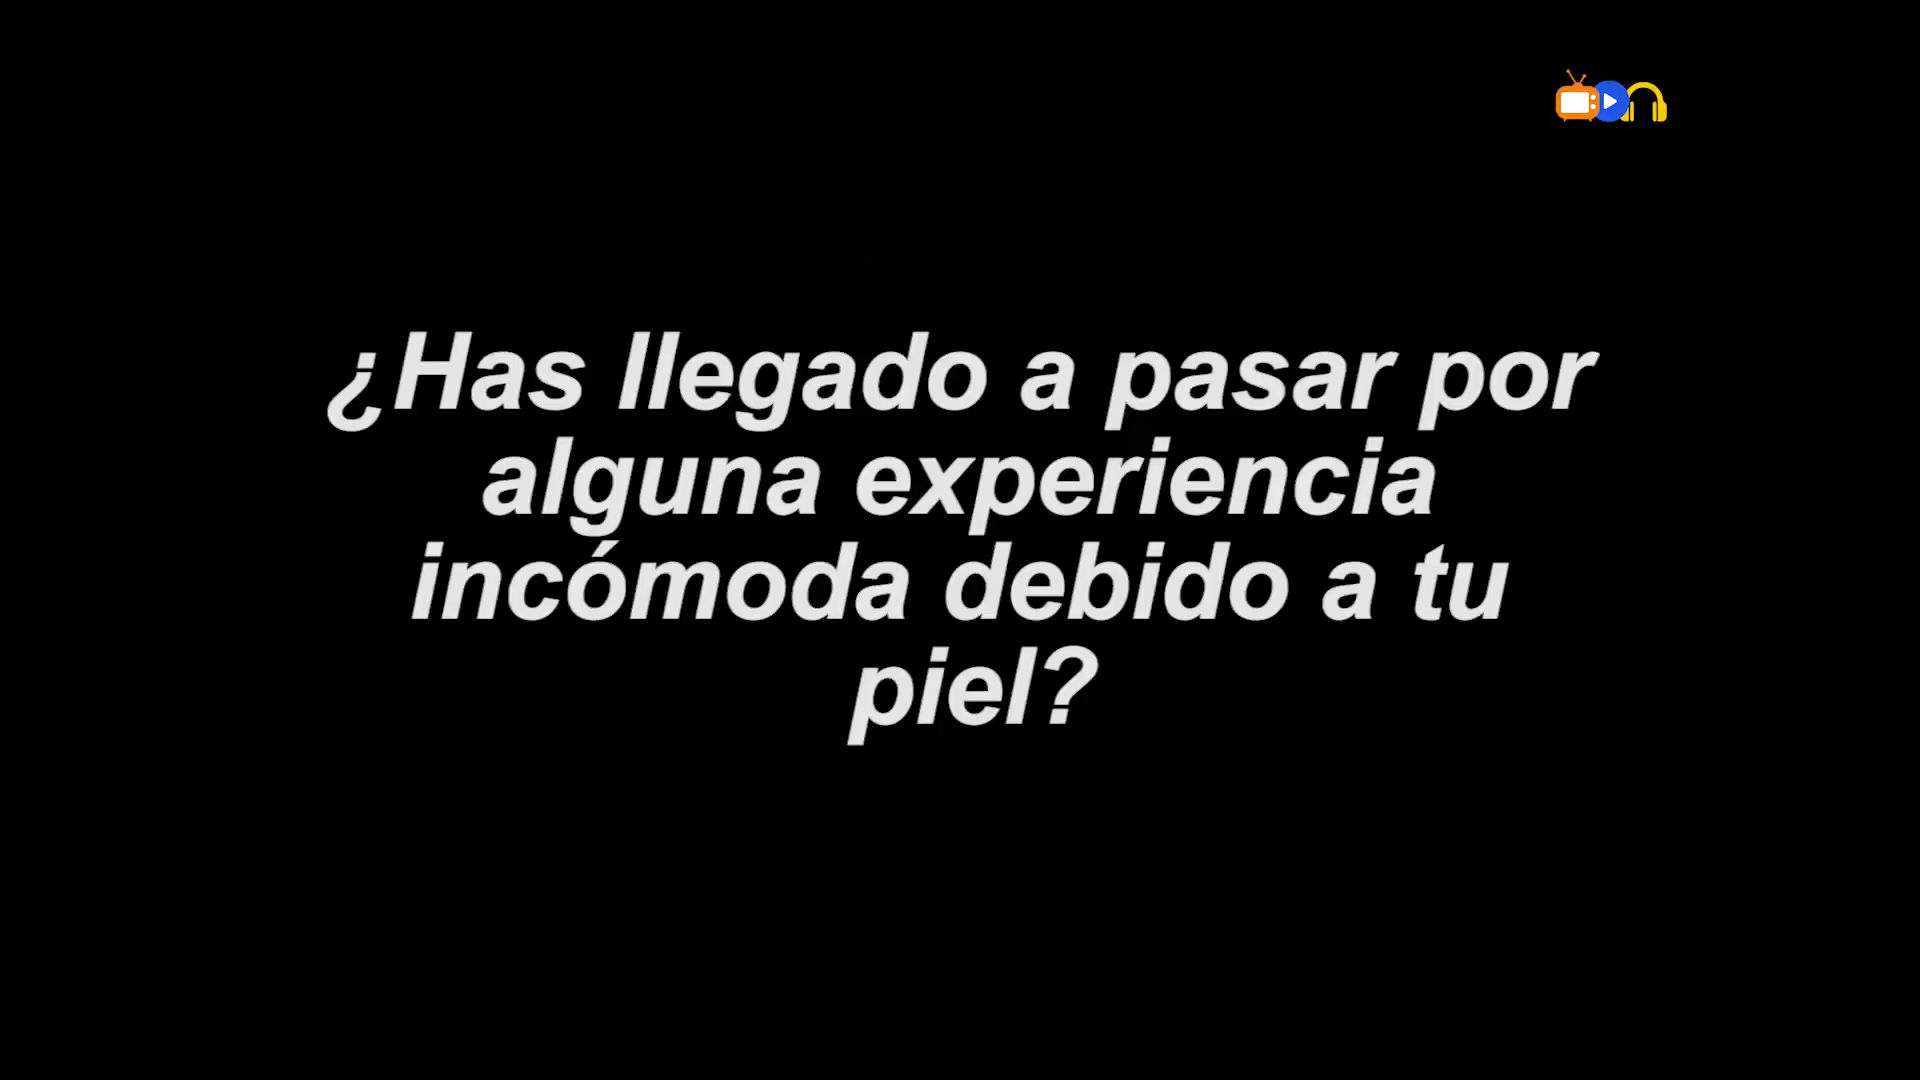 ¿Has llegado a pasar por
alguna experiencia
incómoda debido a tu
piel?